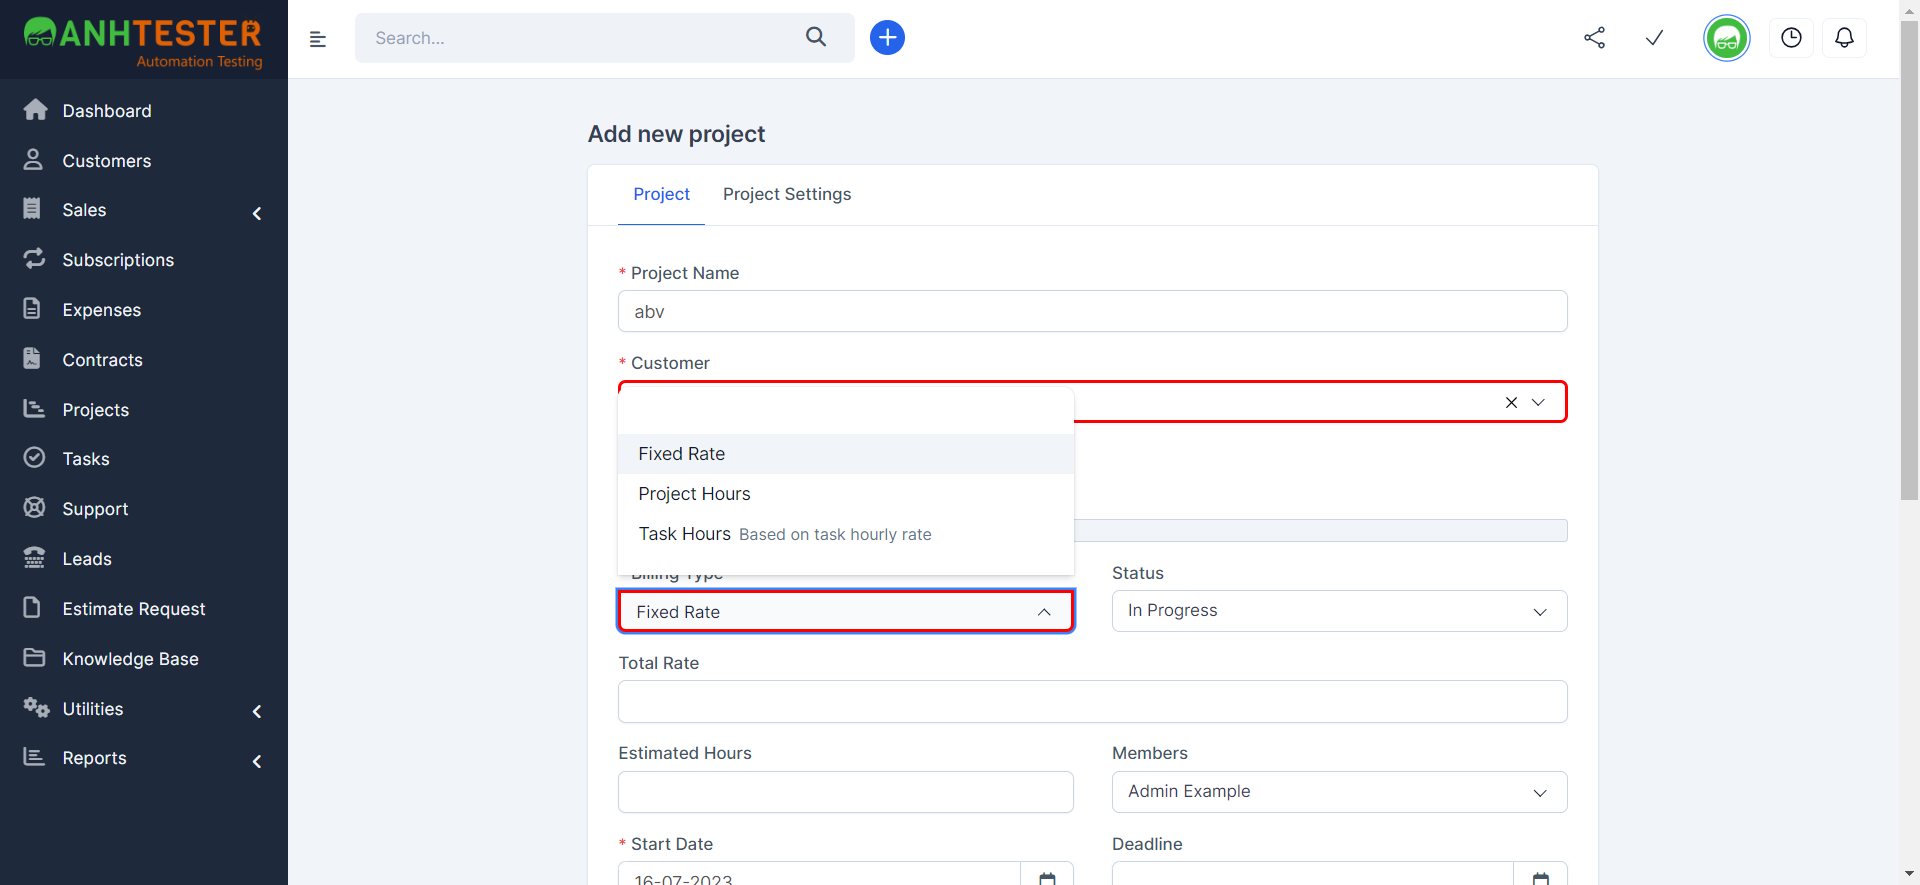 ANHTESTER
Automation Testing
Search...
Dashboard
Customers
Sales
Subscriptions
Expenses
Contracts
Projects
Tasks
Support
Leads
Estimate Request
Knowledge Base
Utilities
Reports
Add new project
Project
Project Settings
* Project Name
abv
* Customer
Fixed Rate
Project Hours
Task Hours Based on task hourly rate
Billing Type
Status
Fixed Rate
In Progress
Total Rate
Estimated Hours
Members
Admin Example
* Start Date
Deadline
16-07-2023